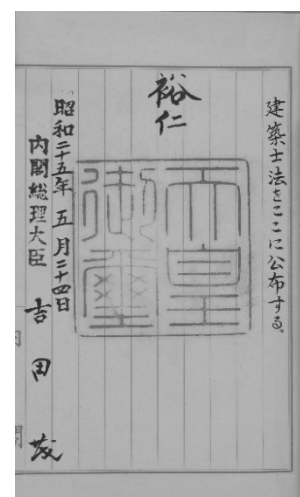 建築士法をここに公布する。
裕仁
天皇
御璽
昭和二十五年五月二十四日
内閣総理大臣 吉田茂